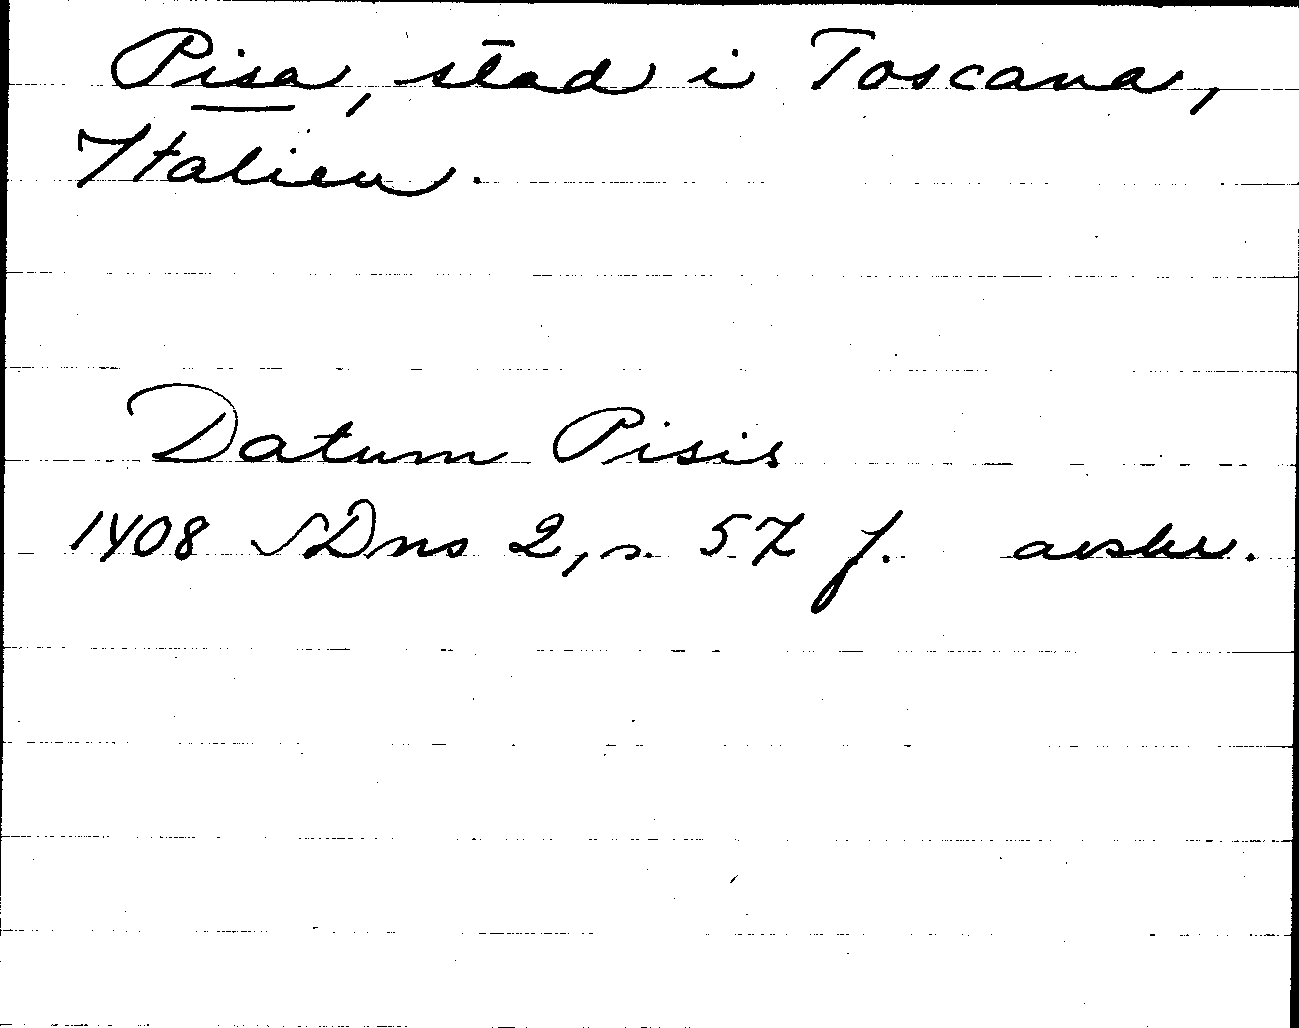 Pisa, stad i Toscana,
Italien.
Datum Pisis
1408 SDns 2, s. 57 f. avskr.